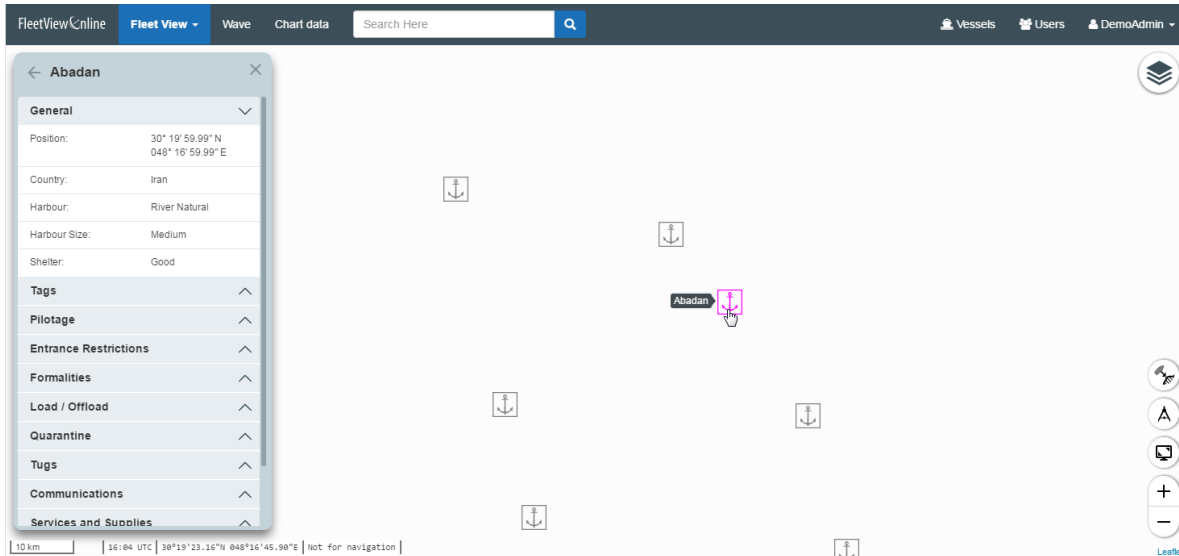 FleetView Online
Fleet View
Wave
Chart data
Search Here
Vessels
Users
DemoAdmin
Abadan
General
Position: 30° 19' 59.99" N
048° 16' 59.99" E
Country: Iran
Harbour: River Natural
Harbour Size: Medium
Shelter: Good
Tags
Pilotage
Entrance Restrictions
Formalities
Load / Offload
Quarantine
Tugs
Communications
Services and Supplies
Abadan
10 km
16:04 UTC
30°19'23.16"N 048°16'45.90"E
Not for navigation
Leafle